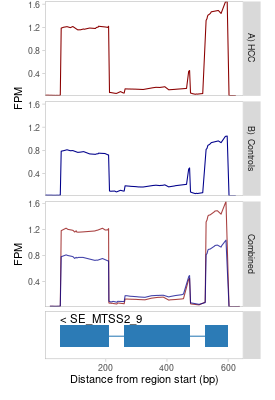 1.6
1.2
0.8
0.4
FPM
A) HCC
1.6
1.2
0.8
0.4
B) Controls
1.6
1.2
0.8
0.4
FPM
Combined
< SE_MTSS2_9
200
400
600
Distance from region start (bp)